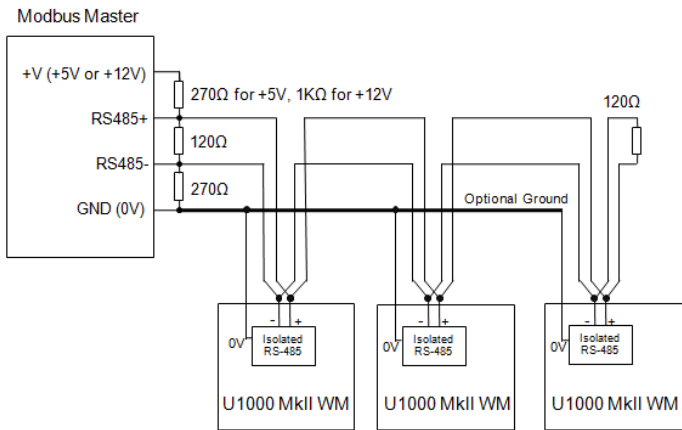 Modbus Master
+V (+5V or +12V)
270Ω for +5V, 1KΩ for +12V
120Ω
RS485+
120Ω
RS485-
270Ω
GND (0V)
Optional Ground
- +
0V
Isolated
RS-485
U1000 MkII WM
- +
0V
Isolated
RS-485
U1000 MkII WM
- +
0V
Isolated
RS-485
U1000 MkII WM